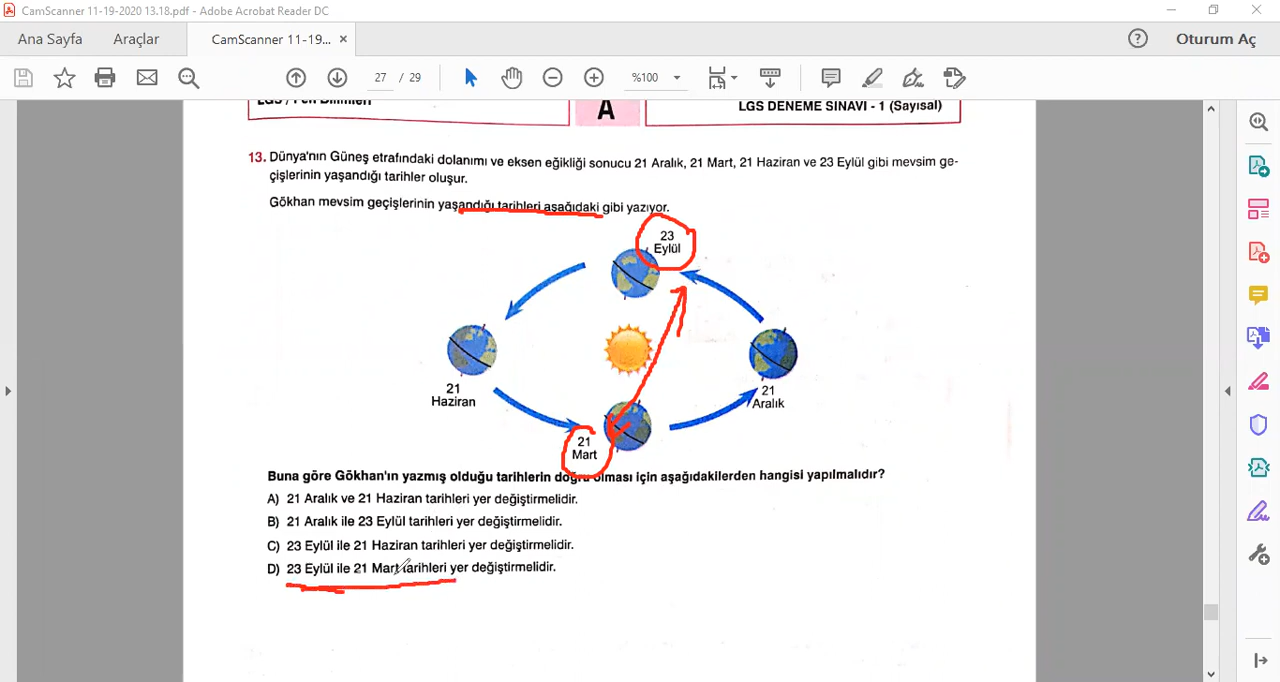 CamScanner 11-19-2020 13.18.pdf - Adobe Acrobat Reader DC
Ana Sayfa
Araçlar
CamScanner 11-19... ×
Oturum Aç
27 / 29
%100
LGS / Fen Bilimleri
A
LGS DENEME SINAVI - 1 (Sayısal)
13. Dünya'nın Güneş etrafındaki dolanımı ve eksen eğikliği sonucu 21 Aralık, 21 Mart, 21 Haziran ve 23 Eylül gibi mevsim ge-
çişlerinin yaşandığı tarihler oluşur.
Gökhan mevsim geçişlerinin yaşandığı tarihleri aşağıdaki gibi yazıyor.
23
Eylül
21
Haziran
21
Aralık
21
Mart
Buna göre Gökhan'ın yazmış olduğu tarihlerin doğru olması için aşağıdakilerden hangisi yapılmalıdır?
A) 21 Aralık ve 21 Haziran tarihleri yer değiştirmelidir.
B) 21 Aralık ile 23 Eylül tarihleri yer değiştirmelidir.
C) 23 Eylül ile 21 Haziran tarihleri yer değiştirmelidir.
D) 23 Eylül ile 21 Mart tarihleri yer değiştirmelidir.